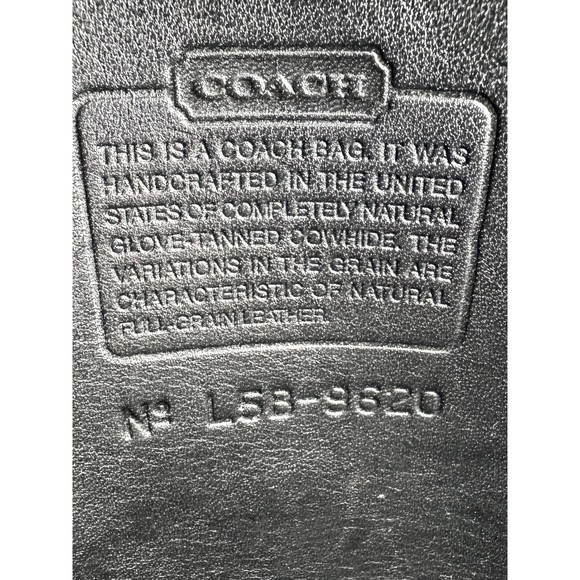 COACH
THIS IS A COACH BAG. IT WAS
HANDCRAFTED IN THE UNITED
STATES OF COMPLETELY NATURAL
GLOVE-TANNED COWHIDE. THE
VARIATIONS IN THE GRAIN ARE
CHARACTERISTIC OF NATURAL
FULL-GRAIN LEATHER.
Nº L5B-9620